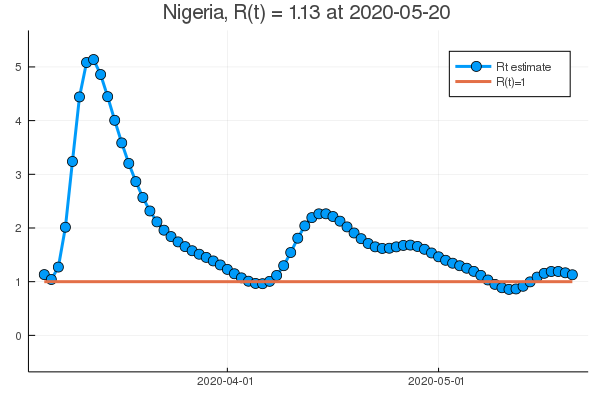 Nigeria, R(t) = 1.13 at 2020-05-20
Rt estimate
R(t)=1
5
4
3
2
1
0
2020-04-01
2020-05-01